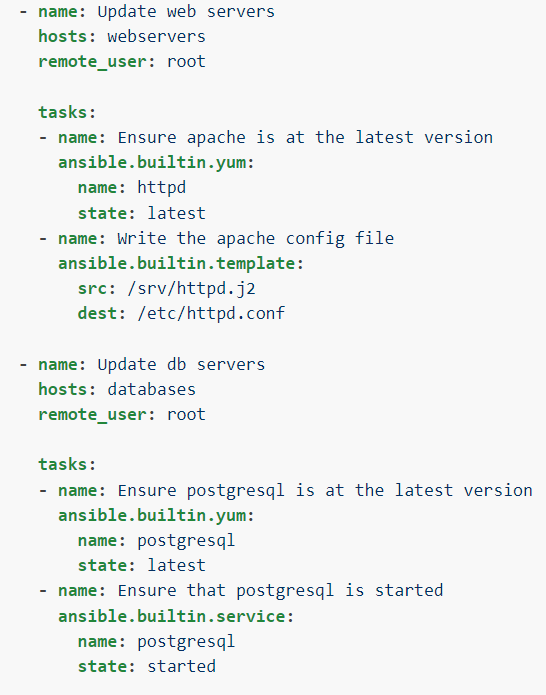 - name: Update web servers
  hosts: webservers
  remote_user: root

  tasks:
  - name: Ensure apache is at the latest version
    ansible.builtin.yum:
      name: httpd
      state: latest
  - name: Write the apache config file
    ansible.builtin.template:
      src: /srv/httpd.j2
      dest: /etc/httpd.conf

- name: Update db servers
  hosts: databases
  remote_user: root

  tasks:
  - name: Ensure postgresql is at the latest version
    ansible.builtin.yum:
      name: postgresql
      state: latest
  - name: Ensure that postgresql is started
    ansible.builtin.service:
      name: postgresql
      state: started